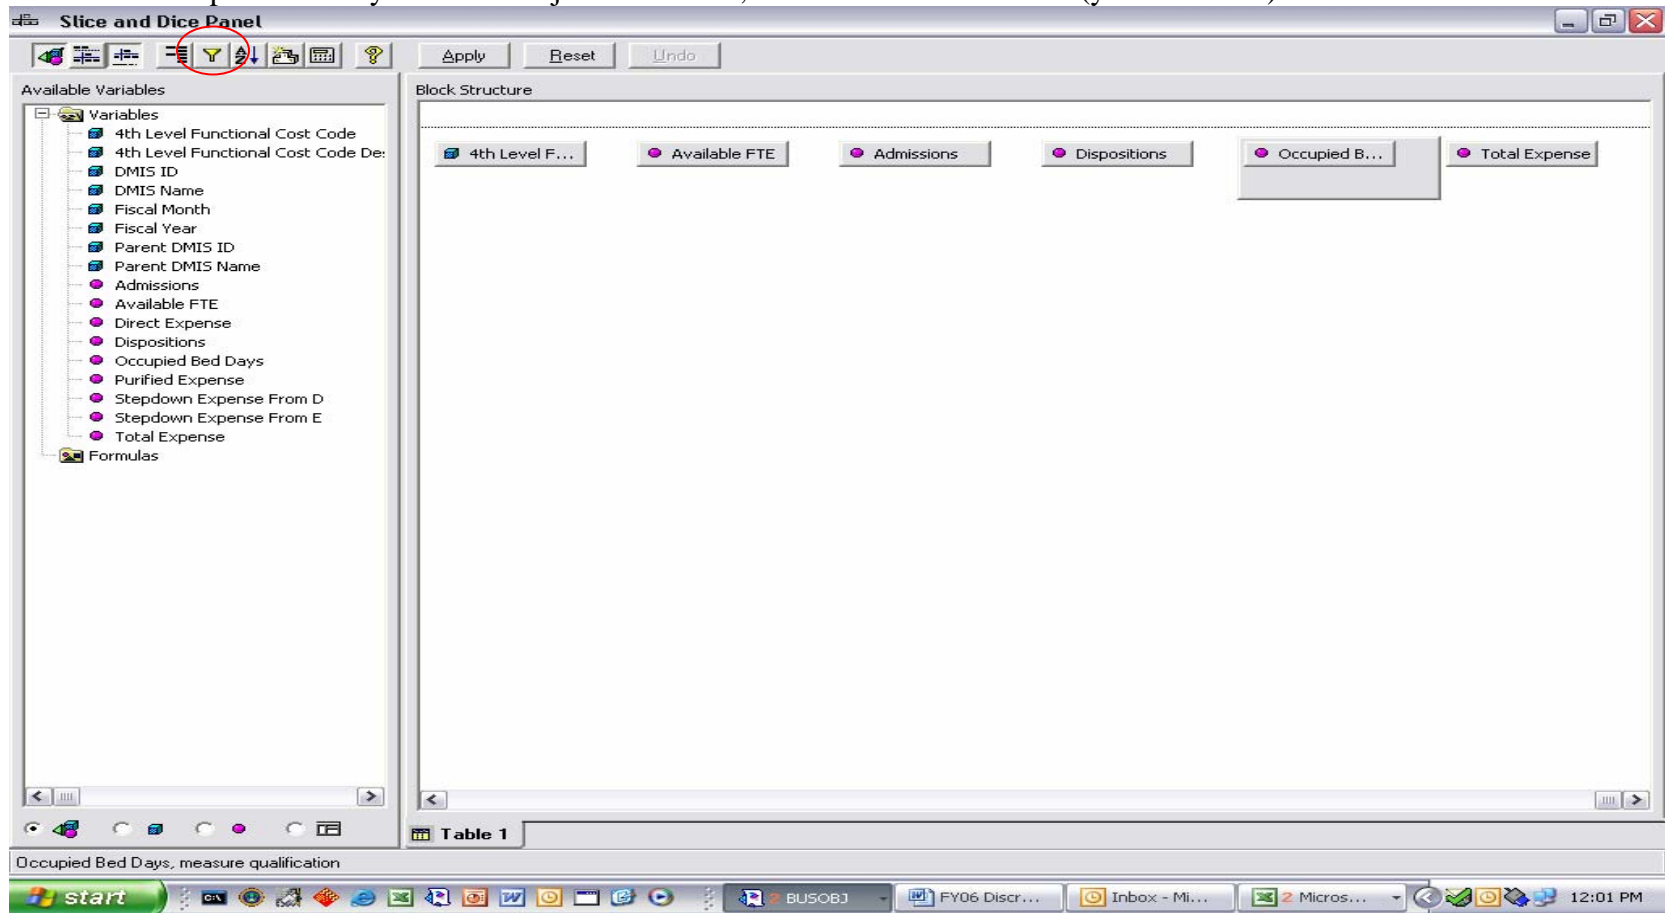 Slice and Dice Panel
Apply
Reset
Undo
Available Variables
Block Structure
Variables
4th Level Functional Cost Code
4th Level Functional Cost Code De
DMIS ID
DMIS Name
Fiscal Month
Fiscal Year
Parent DMIS ID
Parent DMIS Name
Admissions
Available FTE
Direct Expense
Dispositions
Occupied Bed Days
Purified Expense
Stepdown Expense From D
Stepdown Expense From E
Total Expense
Formulas
4th Level F...
Available FTE
Admissions
Dispositions
Occupied B...
Total Expense
Table 1
Occupied Bed Days, measure qualification
start
2 BUSOBJ
FY06 Discr...
Inbox - Mi...
2 Micros...
12:01 PM